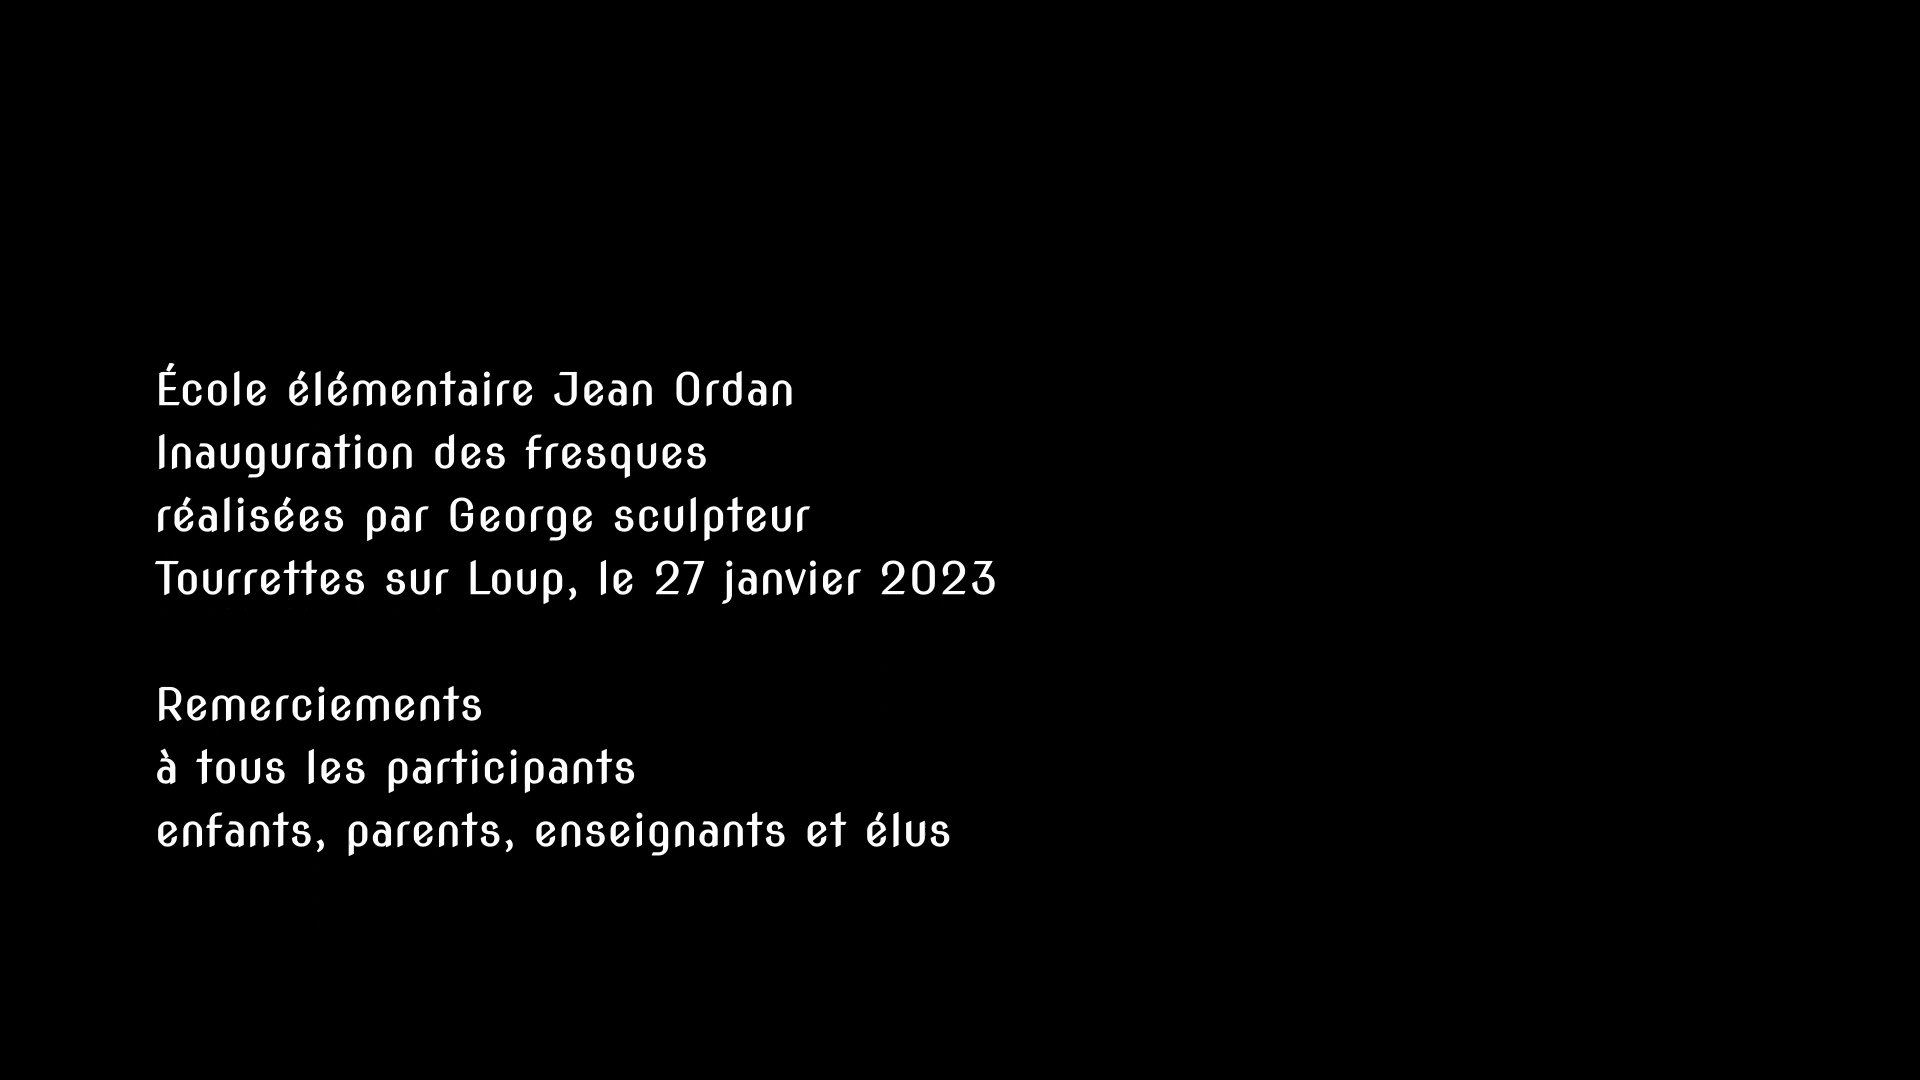 École élémentaire Jean Ordan
Inauguration des fresques
réalisées par George sculpteur
Tourrettes sur Loup, le 27 janvier 2023
Remerciements
à tous les participants
enfants, parents, enseignants et élus